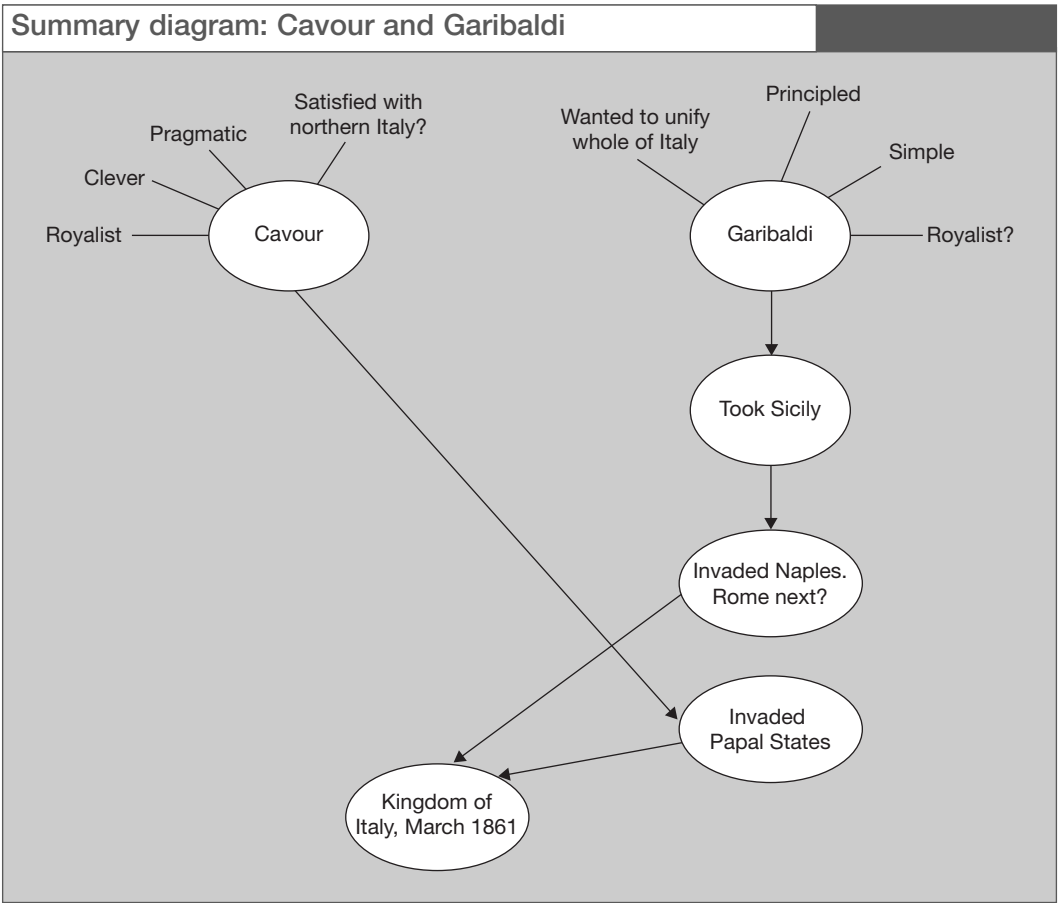 Summary diagram: Cavour and Garibaldi
Satisfied with
northern Italy?
Pragmatic
Clever
Royalist
Cavour
Wanted to unify
whole of Italy
Principled
Simple
Royalist?
Garibaldi
Took Sicily
Invaded Naples.
Rome next?
Invaded
Papal States
Kingdom of
Italy, March 1861